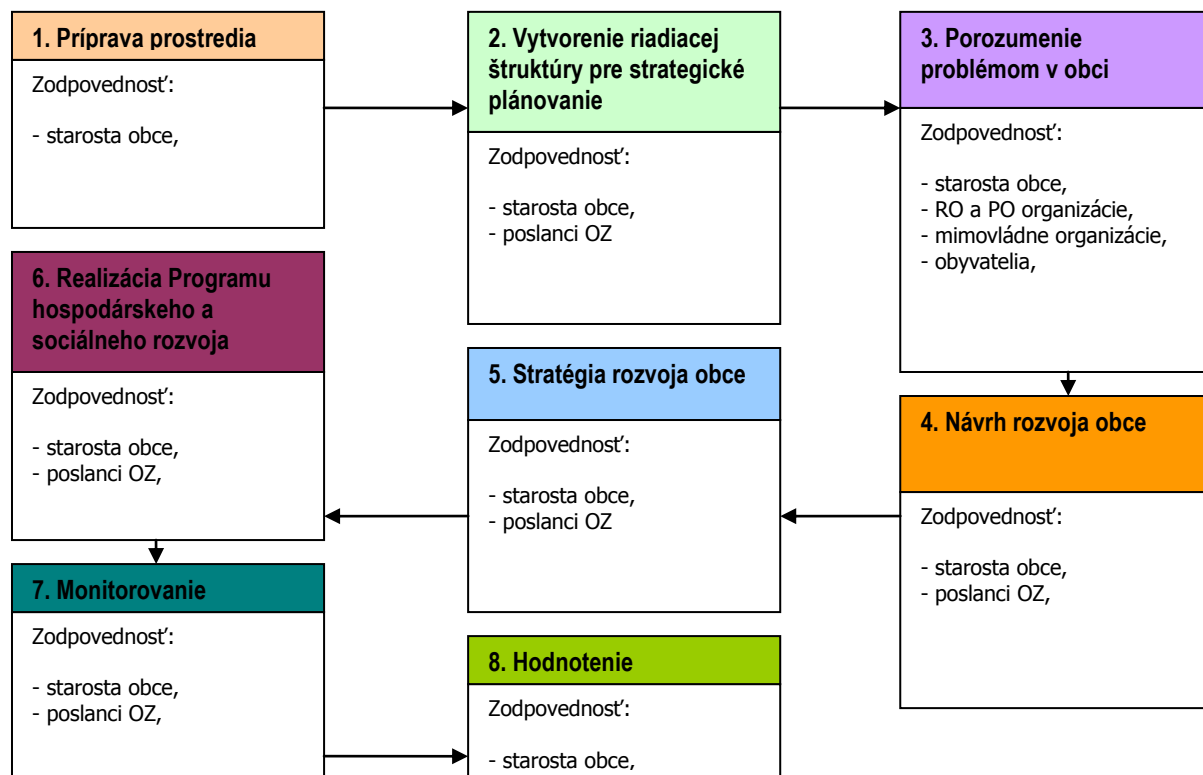 1. Príprava prostredia
Zodpovednosť:
- starosta obce,
2. Vytvorenie riadiacej
štruktúry pre strategické
plánovanie
Zodpovednosť:
- starosta obce,
- poslanci OZ
3. Porozumenie
problémom v obci
Zodpovednosť:
- starosta obce,
- RO a PO organizácie,
- mimovládne organizácie,
- obyvatelia,
4. Návrh rozvoja obce
Zodpovednosť:
- starosta obce,
- poslanci OZ,
5. Stratégia rozvoja obce
Zodpovednosť:
- starosta obce,
- poslanci OZ
6. Realizácia Programu
hospodárskeho a
sociálneho rozvoja
Zodpovednosť:
- starosta obce,
- poslanci OZ,
7. Monitorovanie
Zodpovednosť:
- starosta obce,
- poslanci OZ,
8. Hodnotenie
Zodpovednosť:
- starosta obce,